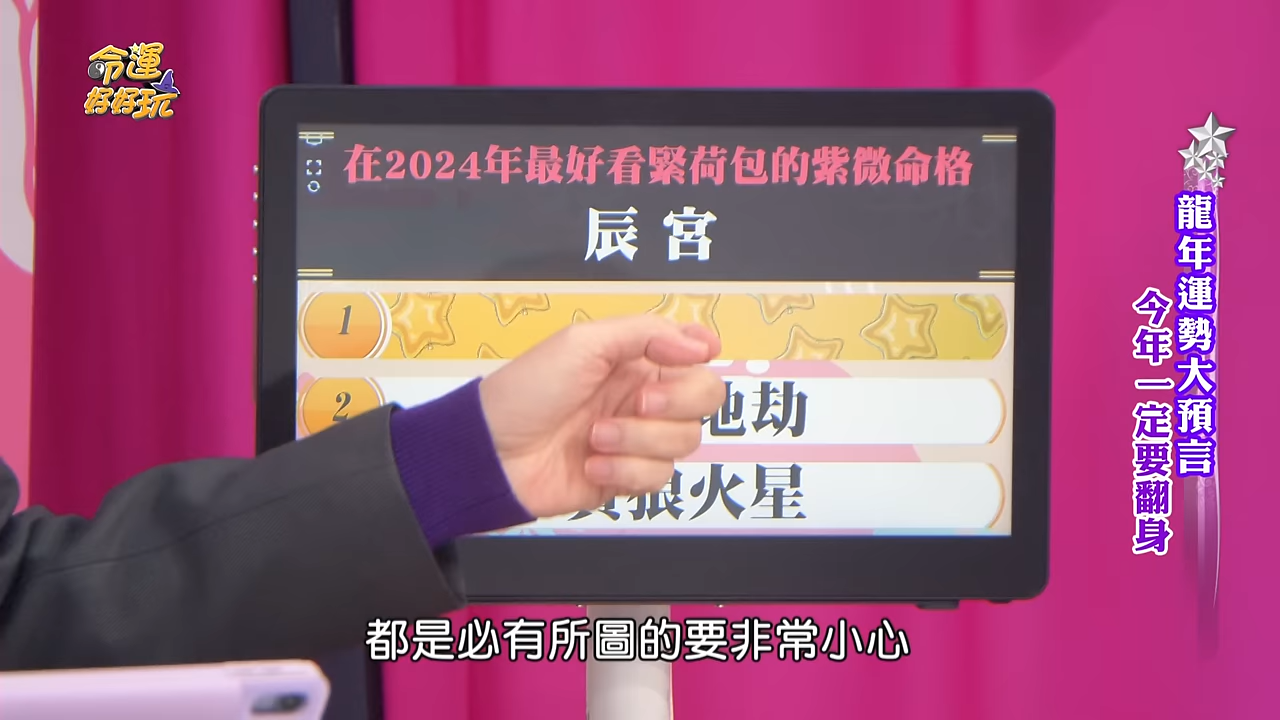 命運
好好玩
在2024年最好看緊荷包的紫微命格
辰宮
1
2
地劫
狼火星
龍年運勢大預言
今年一定要翻身
都是必有所圖的要非常小心